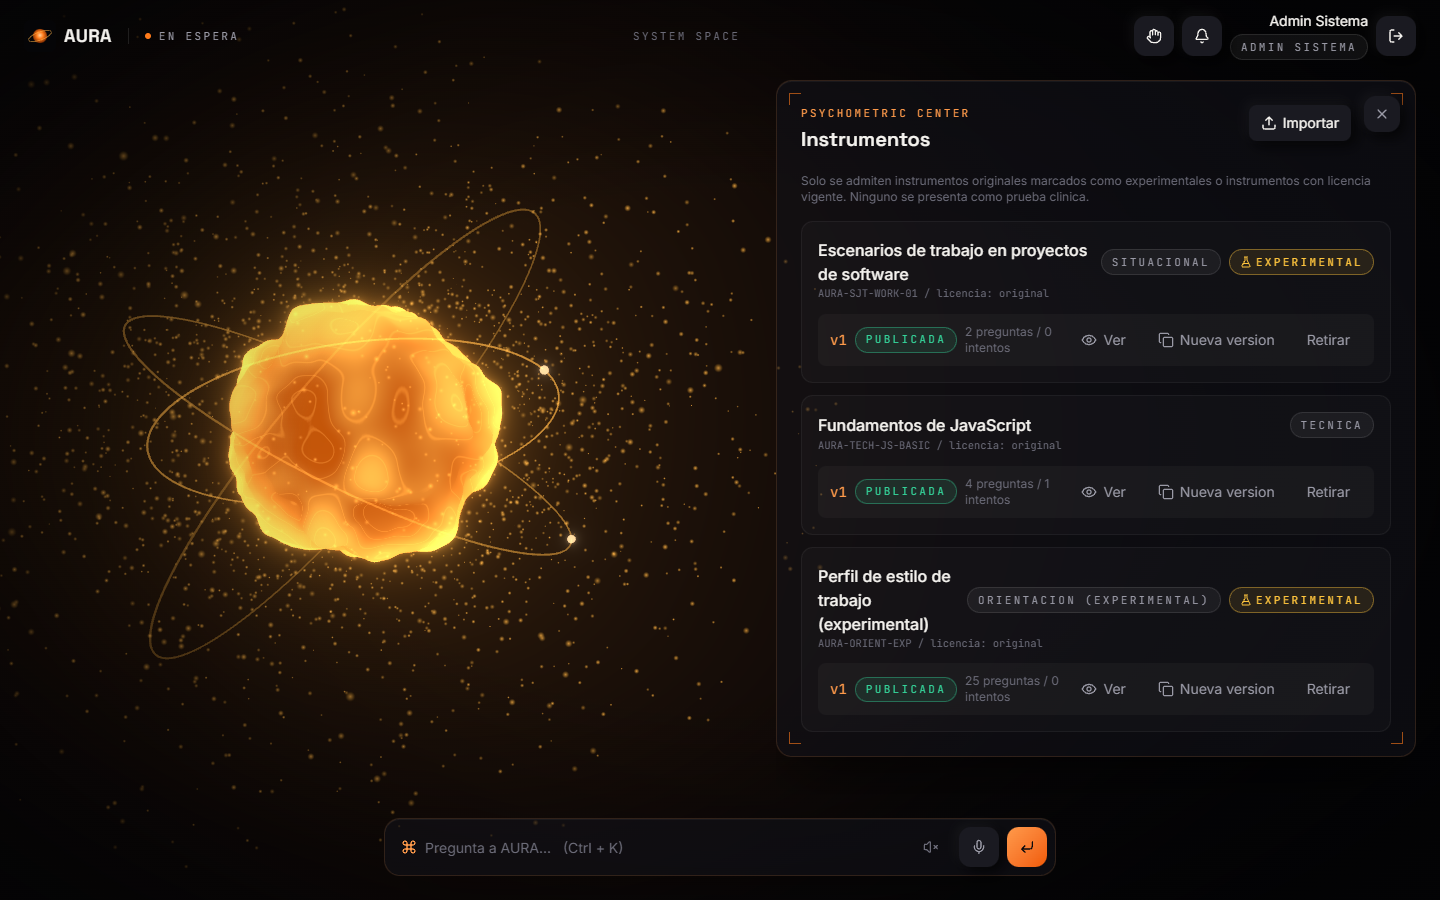 AURA
EN ESPERA
SYSTEM SPACE
Admin Sistema
ADMIN SISTEMA
PSYCHOMETRIC CENTER
Instrumentos
Importar
Solo se admiten instrumentos originales marcados como experimentales o instrumentos con licencia
vigente. Ninguno se presenta como prueba clinica.
Escenarios de trabajo en proyectos
de software
SITUACIONAL
EXPERIMENTAL
AURA-SJT-WORK-01 / licencia: original
v1 PUBLICADA 2 preguntas / 0
intentos
Ver
Nueva version
Retirar
Fundamentos de JavaScript
TECNICA
AURA-TECH-JS-BASIC / licencia: original
v1 PUBLICADA 4 preguntas / 1
intentos
Ver
Nueva version
Retirar
Perfil de estilo de
trabajo
(experimental)
ORIENTACION (EXPERIMENTAL)
EXPERIMENTAL
AURA-ORIENT-EXP / licencia: original
v1 PUBLICADA 25 preguntas / 0
intentos
Ver
Nueva version
Retirar
Pregunta a AURA... (Ctrl + K)